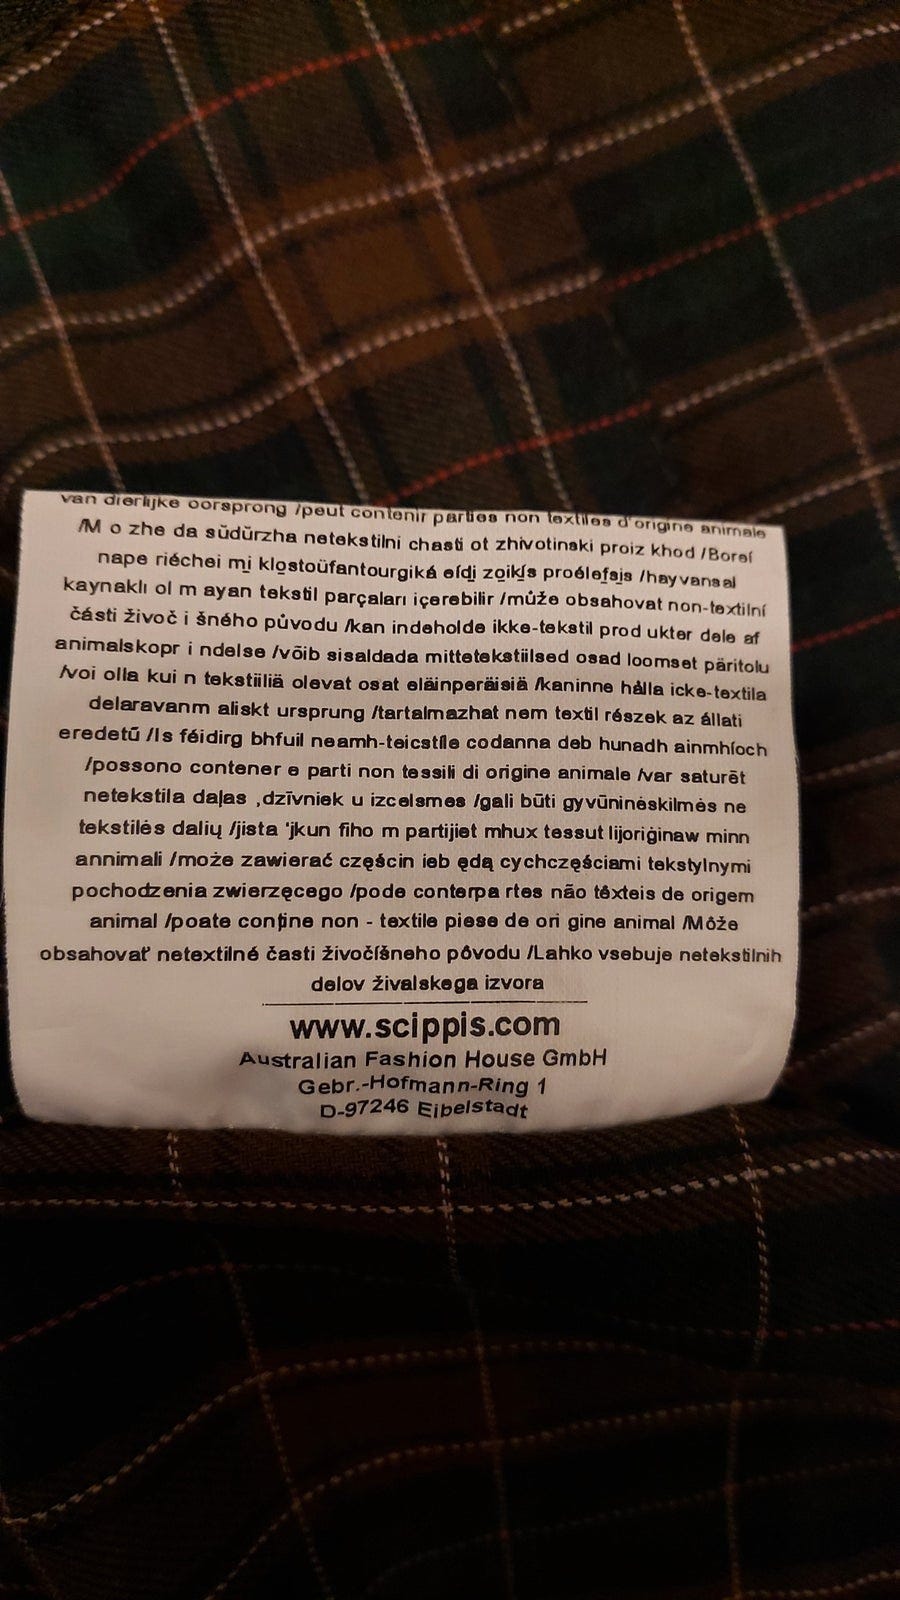 van dierlijke oorsprong /peut contenir parties non textiles d'origine animale
/M o zhe da sŭdŭrzha netekstilni chasti ot zhivotinski proiz khod /Boreí
nape riéchei mi̱ klo̱stoüfantourgiká eídi̱ zo̱ikí̱s proélef̱si̱s /hayvansal
kaynaklı ol m ayan tekstil parçaları içerebilir /může obsahovat non-textilní
části živoč i šného původu /kan indeholde ikke-tekstil prod ukter dele af
animalskopr i ndelse /võib sisaldada mittetekstiilsed osad loomset päritolu
/voi olla kui n tekstiiliä olevat osat eläinperäisiä /kaninne hålla icke-textila
delaravanm aliskt ursprung /tartalmazhat nem textil részek az állati
eredetű /Is féidirg bhfuil neamh-teicstíle codanna deb hunadh ainmhíoch
/possono contener e parti non tessili di origine animale /var saturēt
netekstila daļas ,dzīvniek u izcelsmes /gali būti gyvūninėskilmės ne
tekstilės dalių /jista 'jkun fiho m partijiet mhux tessut lijoriġinaw minn
annimali /może zawierać częścin ieb ędą cychczęściami tekstylnymi
pochodzenia zwierzęcego /pode conterpa rtes não têxteis de origem
animal /poate conține non - textile piese de ori gine animal /Môže
obsahovať netextilné časti živočíšneho pôvodu /Lahko vsebuje netekstilnih
delov živalskega izvora
www.scippis.com
Australian Fashion House GmbH
Gebr.-Hofmann-Ring 1
D-97246 Eibelstadt